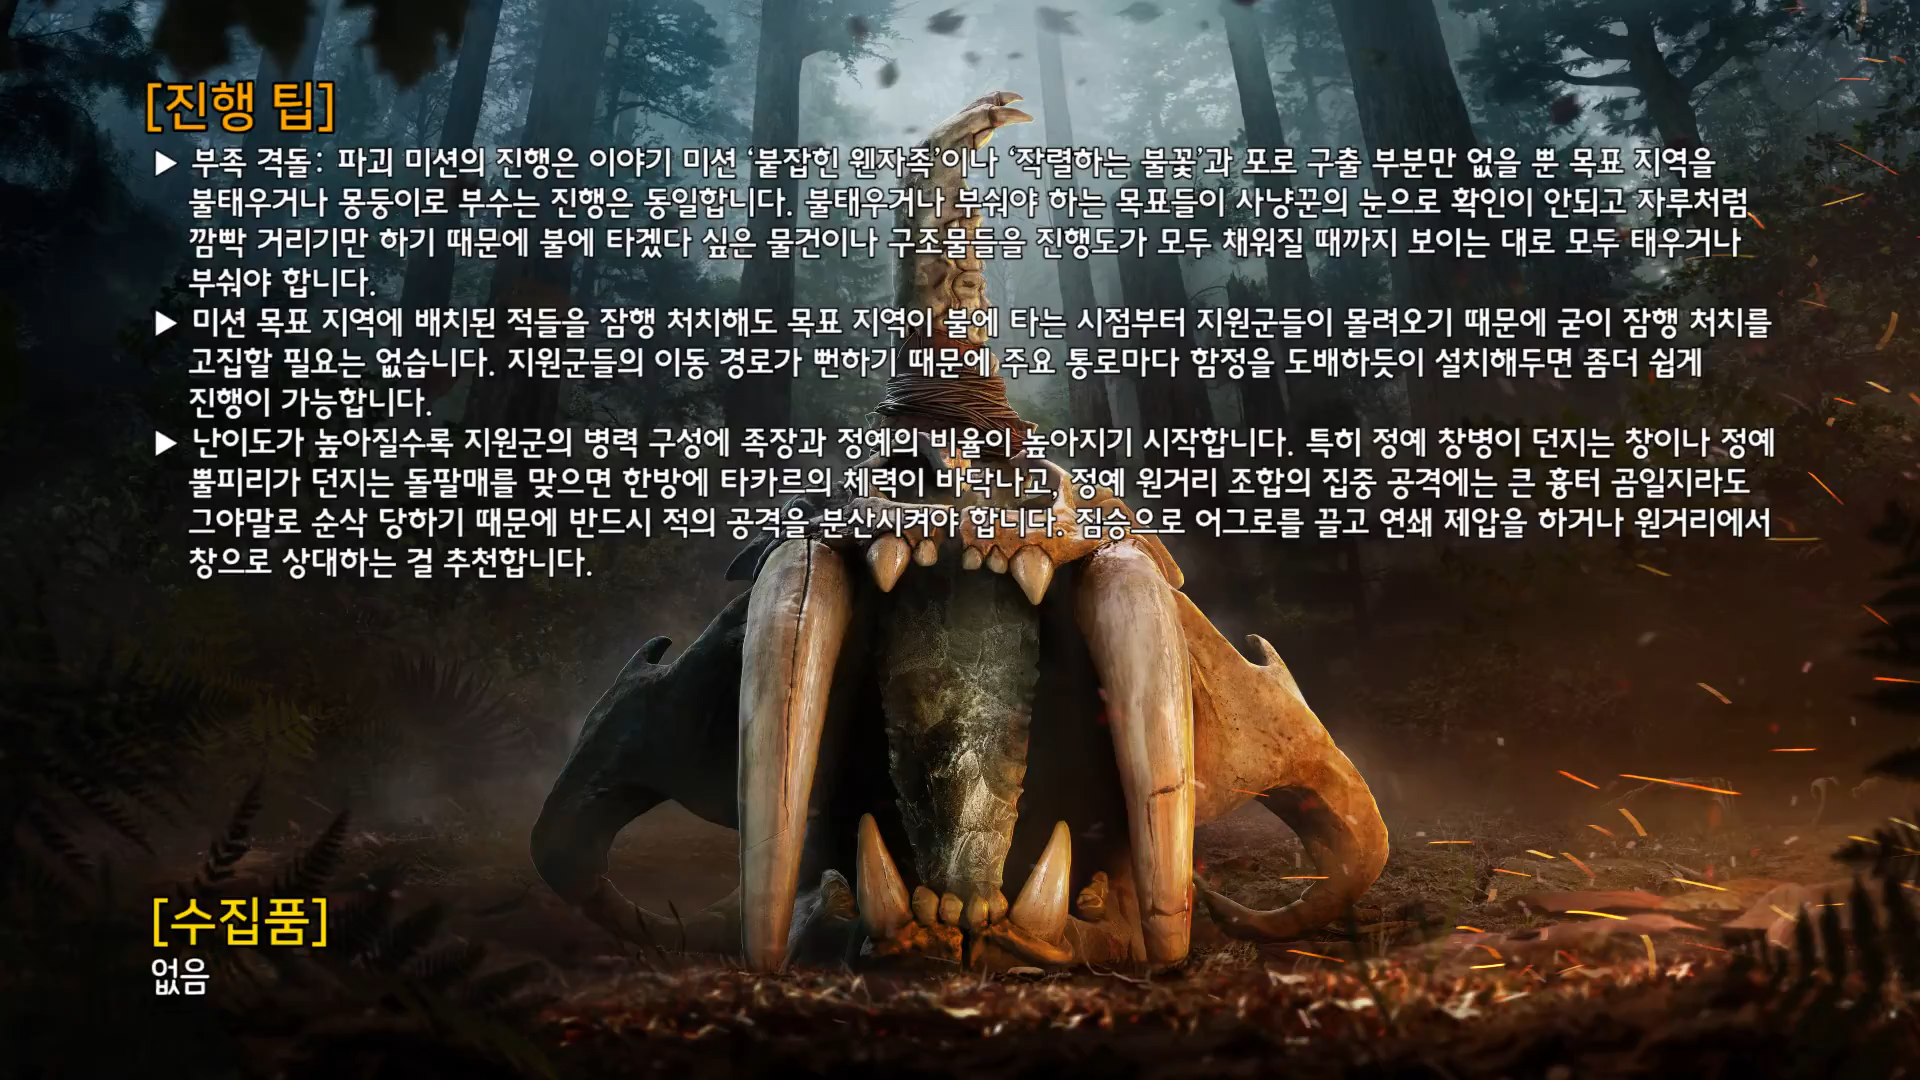 [진행 팁]
▶ 부족 격돌: 파괴 미션의 진행은 이야기 미션 ‘붙잡힌 웬자족’이나 ‘작렬하는 불꽃’과 포로 구출 부분만 없을 뿐 목표 지역을
불태우거나 몽둥이로 부수는 진행은 동일합니다. 불태우거나 부숴야 하는 목표들이 사냥꾼의 눈으로 확인이 안되고 자루처럼
깜빡 거리기만 하기 때문에 불에 타겠다 싶은 물건이나 구조물들을 진행도가 모두 채워질 때까지 보이는 대로 모두 태우거나
부숴야 합니다.
▶ 미션 목표 지역에 배치된 적들을 잠행 처치해도 목표 지역이 불에 타는 시점부터 지원군들이 몰려오기 때문에 굳이 잠행 처치를
고집할 필요는 없습니다. 지원군들의 이동 경로가 뻔하기 때문에 주요 통로마다 함정을 도배하듯이 설치해두면 좀더 쉽게
진행이 가능합니다.
▶ 난이도가 높아질수록 지원군의 병력 구성에 족장과 정예의 비율이 높아지기 시작합니다. 특히 정예 창병이 던지는 창이나 정예
뿔피리가 던지는 돌팔매를 맞으면 한방에 타카르의 체력이 바닥나고, 정예 원거리 조합의 집중 공격에는 큰 흉터 곰일지라도
그야말로 순삭 당하기 때문에 반드시 적의 공격을 분산시켜야 합니다. 짐승으로 어그로를 끌고 연쇄 제압을 하거나 원거리에서
창으로 상대하는 걸 추천합니다.
[수집품]
없음